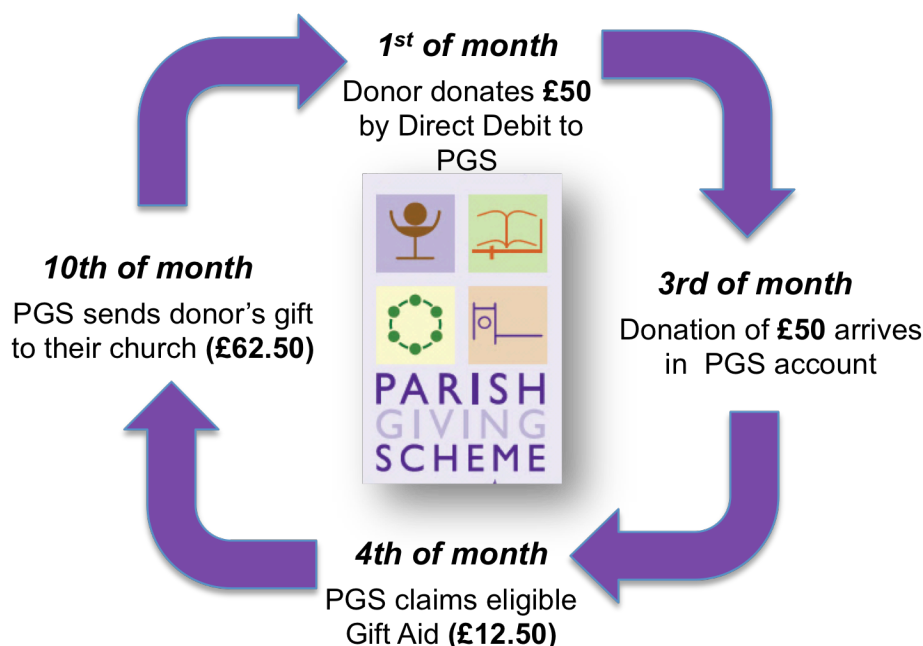 1st of month
Donor donates £50
by Direct Debit to
PGS
3rd of month
Donation of £50 arrives
in PGS account
4th of month
PGS claims eligible
Gift Aid (£12.50)
10th of month
PGS sends donor’s gift
to their church (£62.50)
PARISH
GIVING
SCHEME